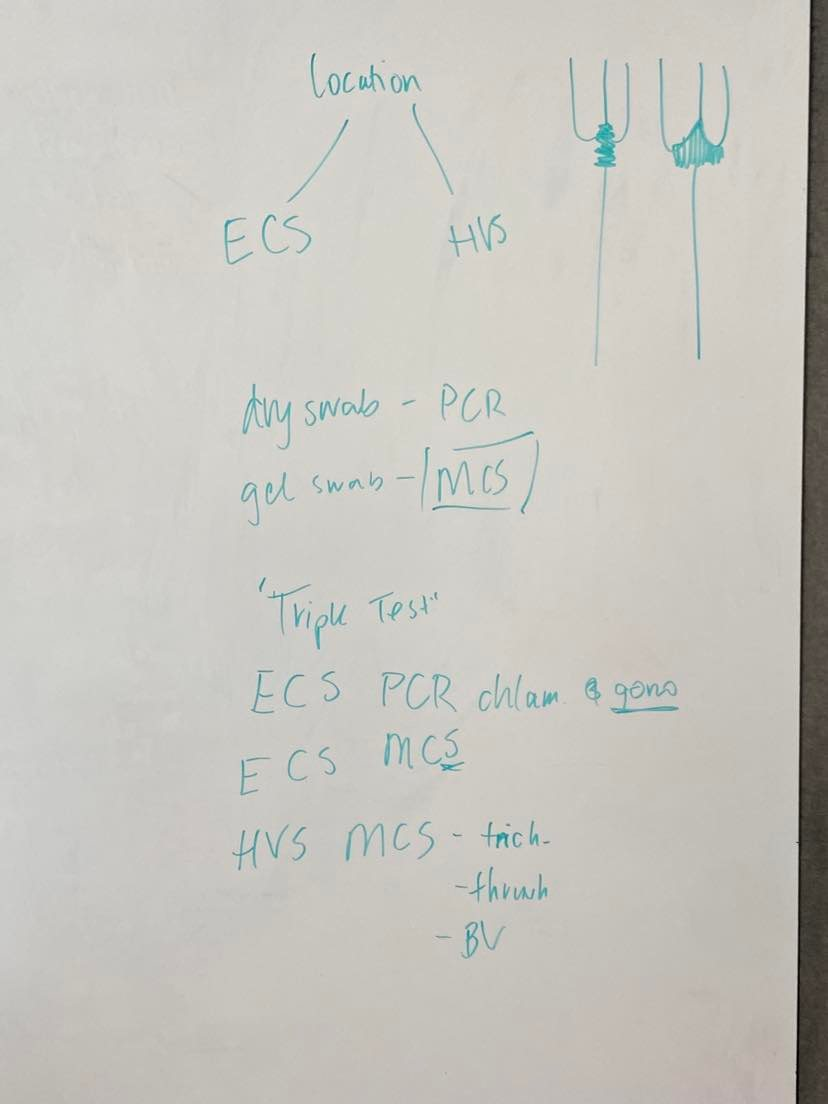 Location
ECS HVS
dry swab - PCR
gel swab - MCS
"Triple Test"
ECS PCR chlam. & gono
ECS MCS
HVS MCS - trich.
- thrush
- BV